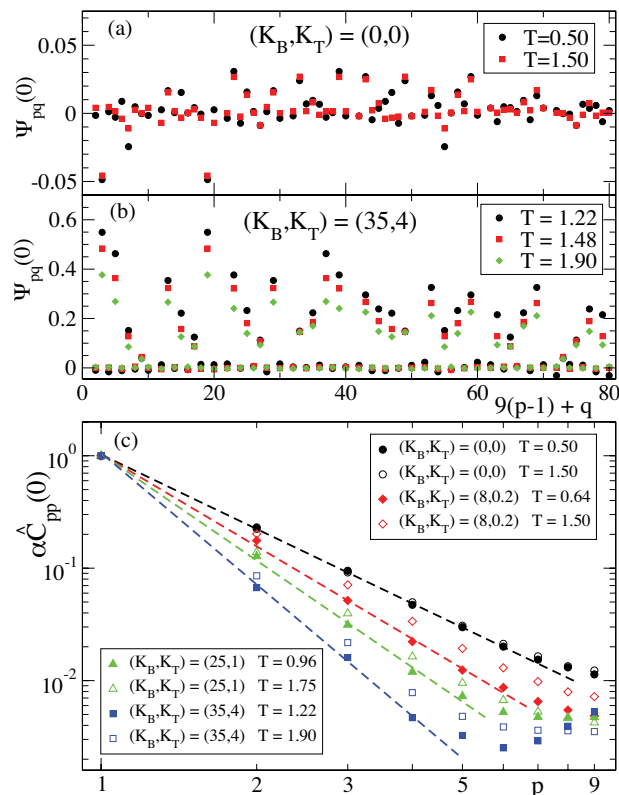 (a)
(K_B,K_T) = (0,0)
T=0.50
T=1.50
Ψ_pq(0)
0.05
0
-0.05
(b)
(K_B,K_T) = (35,4)
T = 1.22
T = 1.48
T = 1.90
Ψ_pq(0)
0.6
0.4
0.2
0
0 20 40 60 80
9(p-1) + q
(c)
(K_B,K_T) = (0,0) T = 0.50
(K_B,K_T) = (0,0) T = 1.50
(K_B,K_T) = (8,0.2) T = 0.64
(K_B,K_T) = (8,0.2) T = 1.50
αĈ_pp(0)
10^0
10^-1
10^-2
(K_B,K_T) = (25,1) T = 0.96
(K_B,K_T) = (25,1) T = 1.75
(K_B,K_T) = (35,4) T = 1.22
(K_B,K_T) = (35,4) T = 1.90
1 2 3 5 p 9